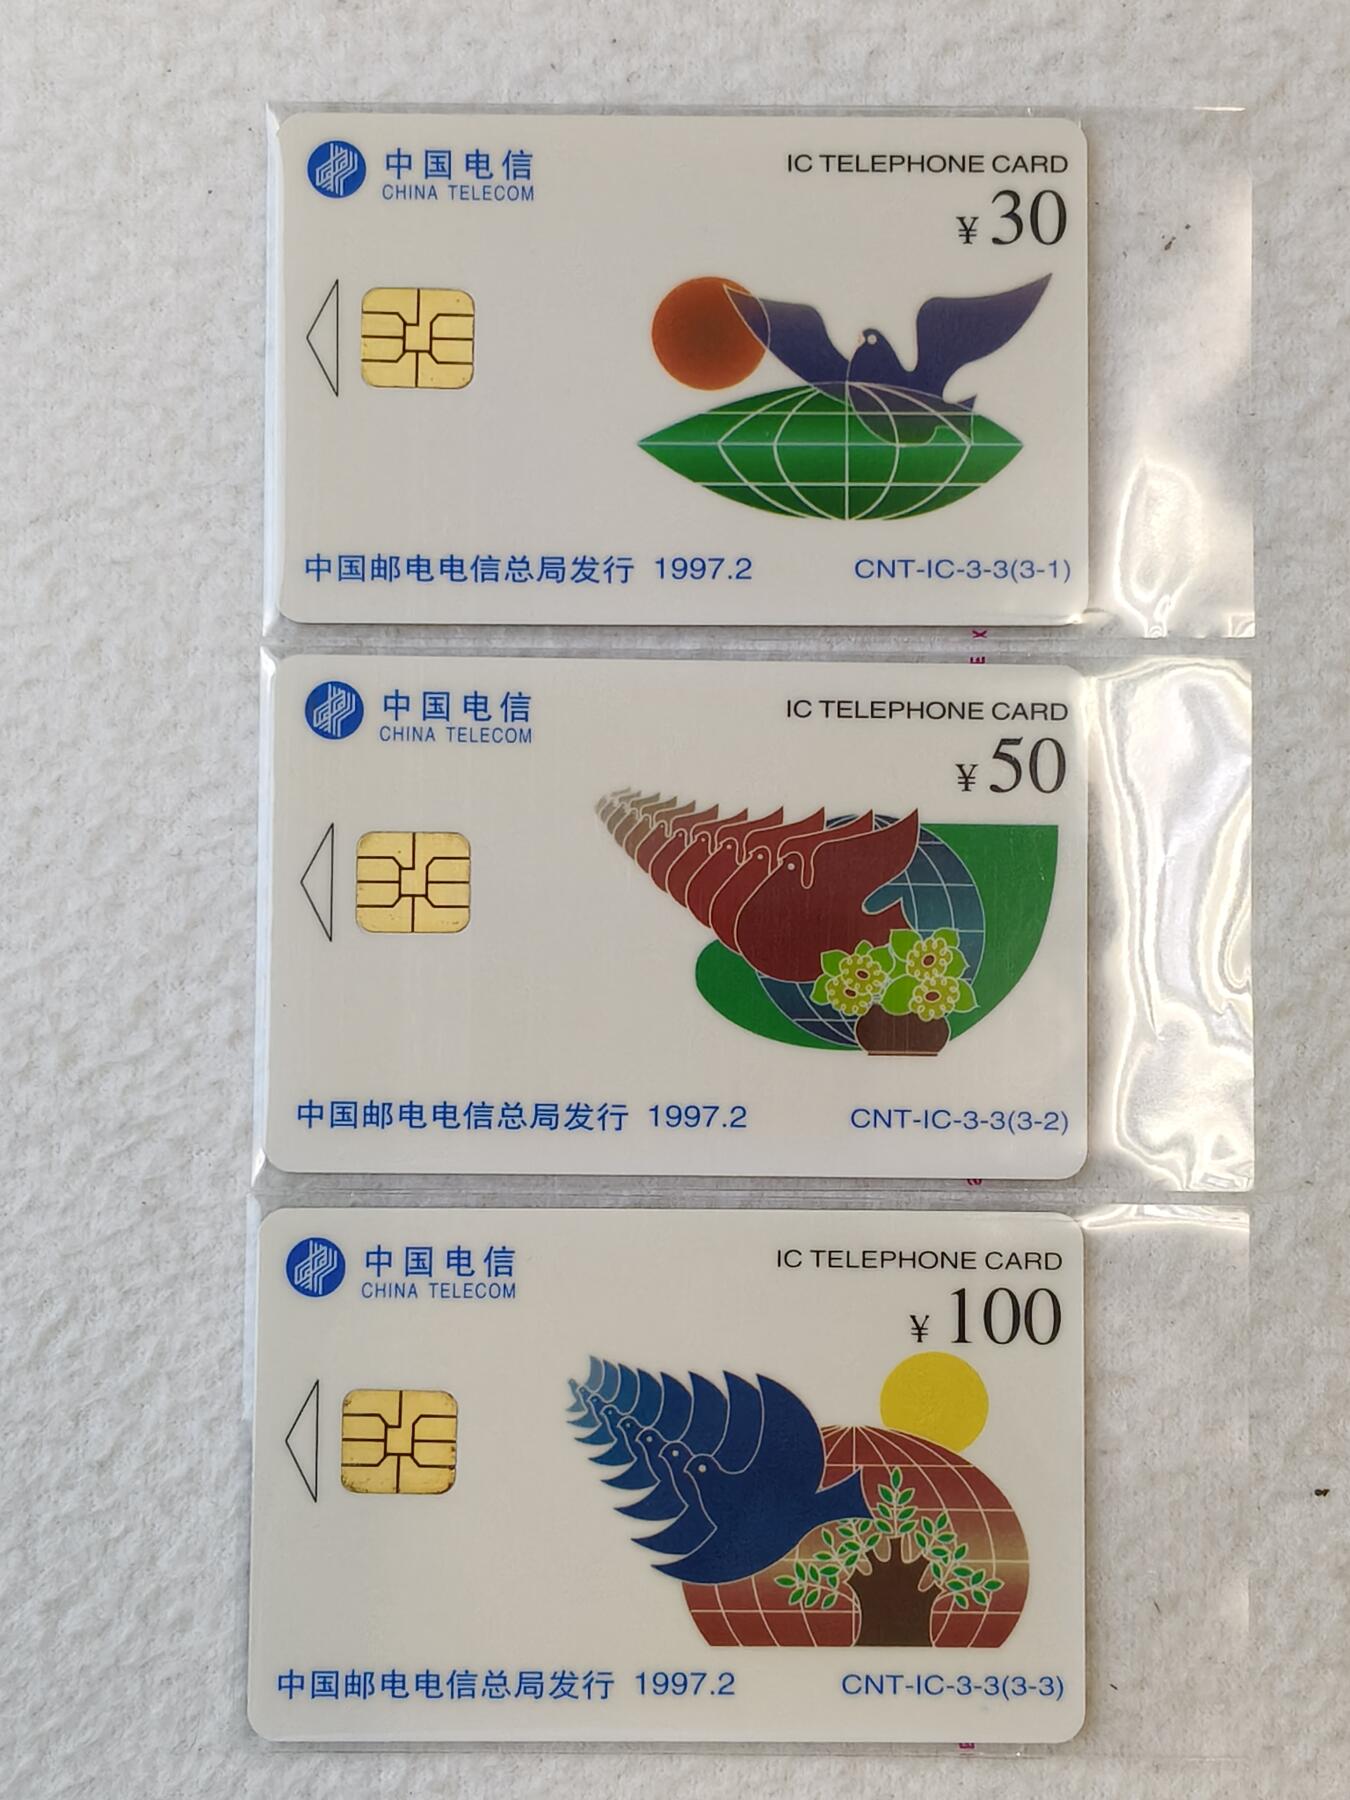 中国电信
CHINA TELECOM
IC TELEPHONE CARD
¥30
中国邮电电信总局发行 1997.2
CNT-IC-3-3(3-1)
中国电信
CHINA TELECOM
IC TELEPHONE CARD
¥50
中国邮电电信总局发行 1997.2
CNT-IC-3-3(3-2)
中国电信
CHINA TELECOM
IC TELEPHONE CARD
¥100
中国邮电电信总局发行 1997.2
CNT-IC-3-3(3-3)